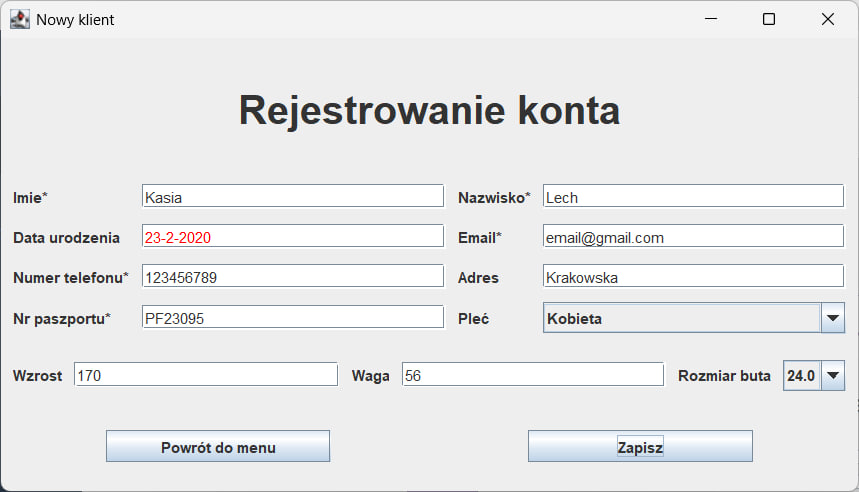 Nowy klient
Rejestrowanie konta
Imie* Kasia Nazwisko* Lech
Data urodzenia 23-2-2020 Email* email@gmail.com
Numer telefonu* 123456789 Adres Krakowska
Nr paszportu* PF23095 Płeć Kobieta
Wzrost 170 Waga 56 Rozmiar buta 24.0
Powrót do menu Zapisz